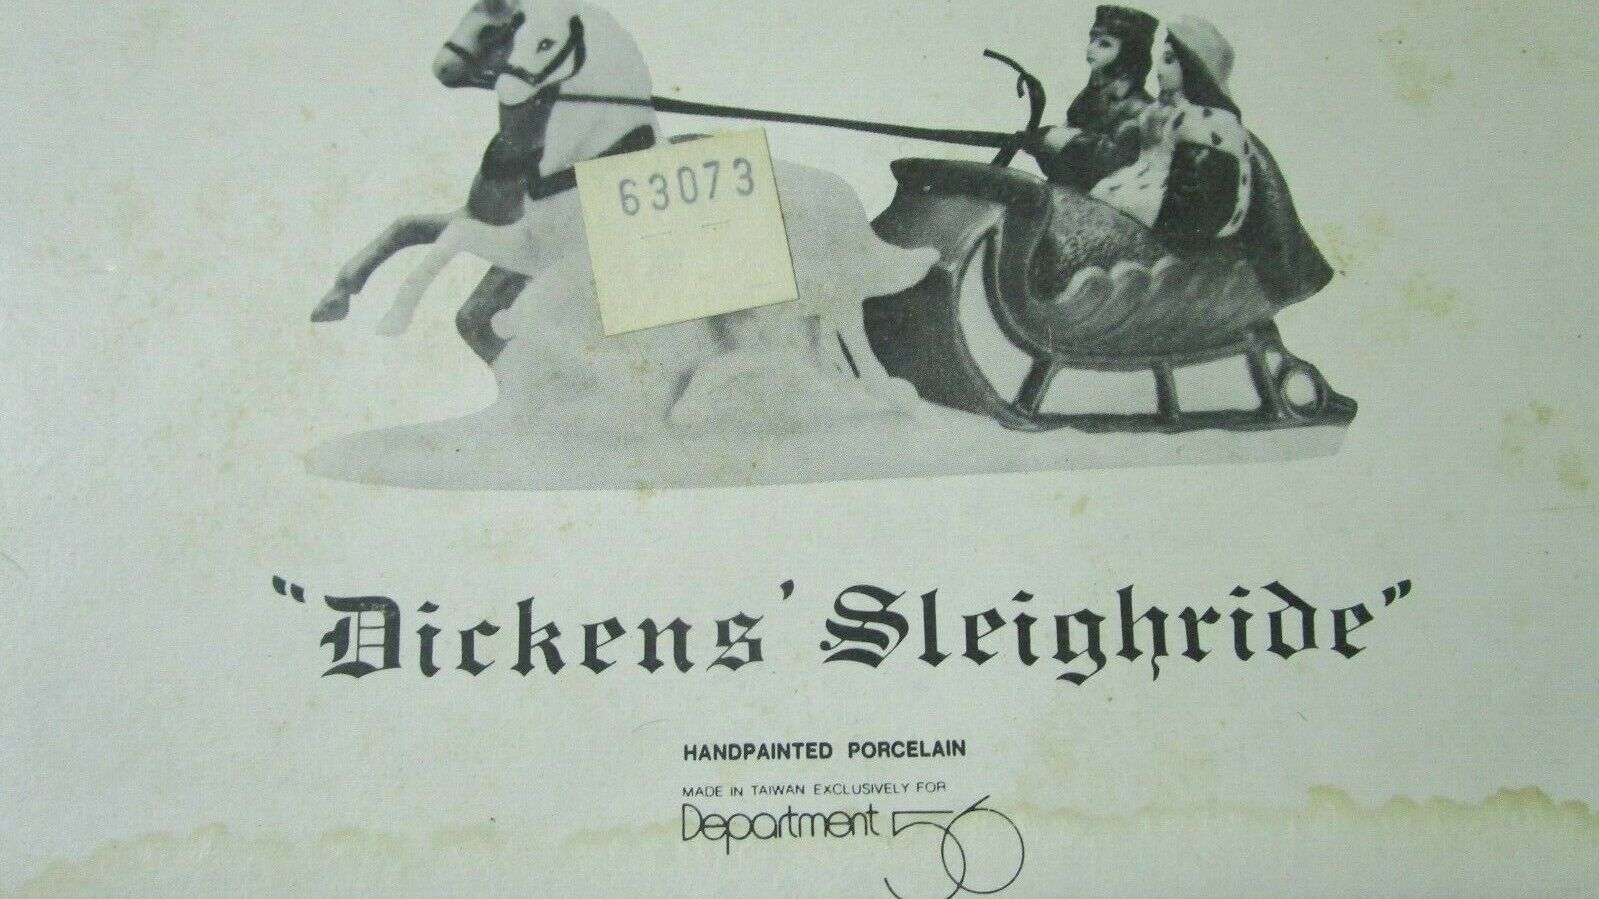 63073
"Dickens' Sleighride"
HANDPAINTED PORCELAIN
MADE IN TAIWAN EXCLUSIVELY FOR
Department 56